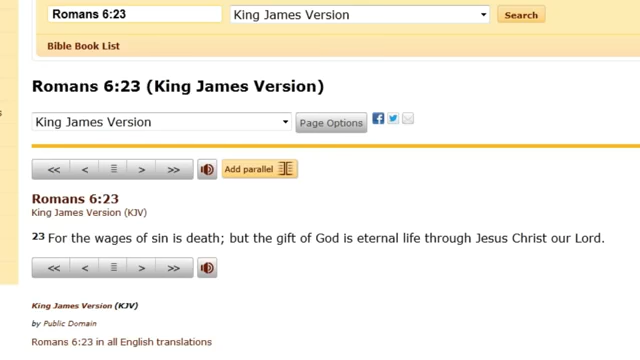 Romans 6:23 King James Version Search
Bible Book List
Romans 6:23 (King James Version)
King James Version Page Options
<< < > >> Add parallel
Romans 6:23
King James Version (KJV)
23 For the wages of sin is death; but the gift of God is eternal life through Jesus Christ our Lord.
<< < > >>
King James Version (KJV)
by Public Domain
Romans 6:23 in all English translations